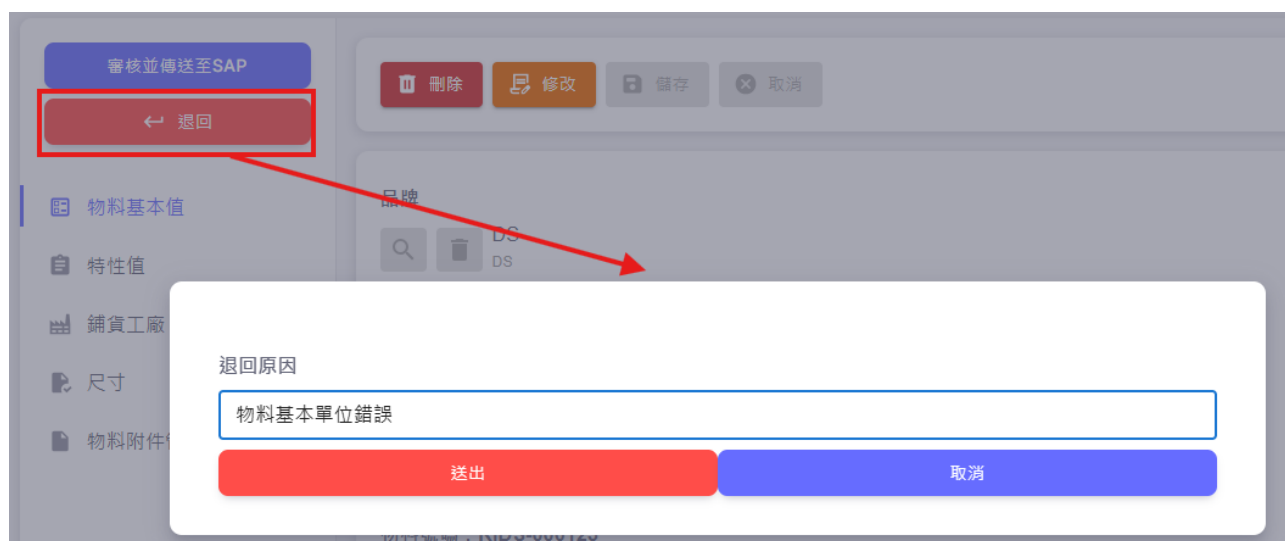 審核並傳送至SAP
退回
刪除
修改
儲存
取消
物料基本值
特性值
鋪貨工廠
尺寸
物料附件
品牌
DS
DS
退回原因
物料基本單位錯誤
送出
取消